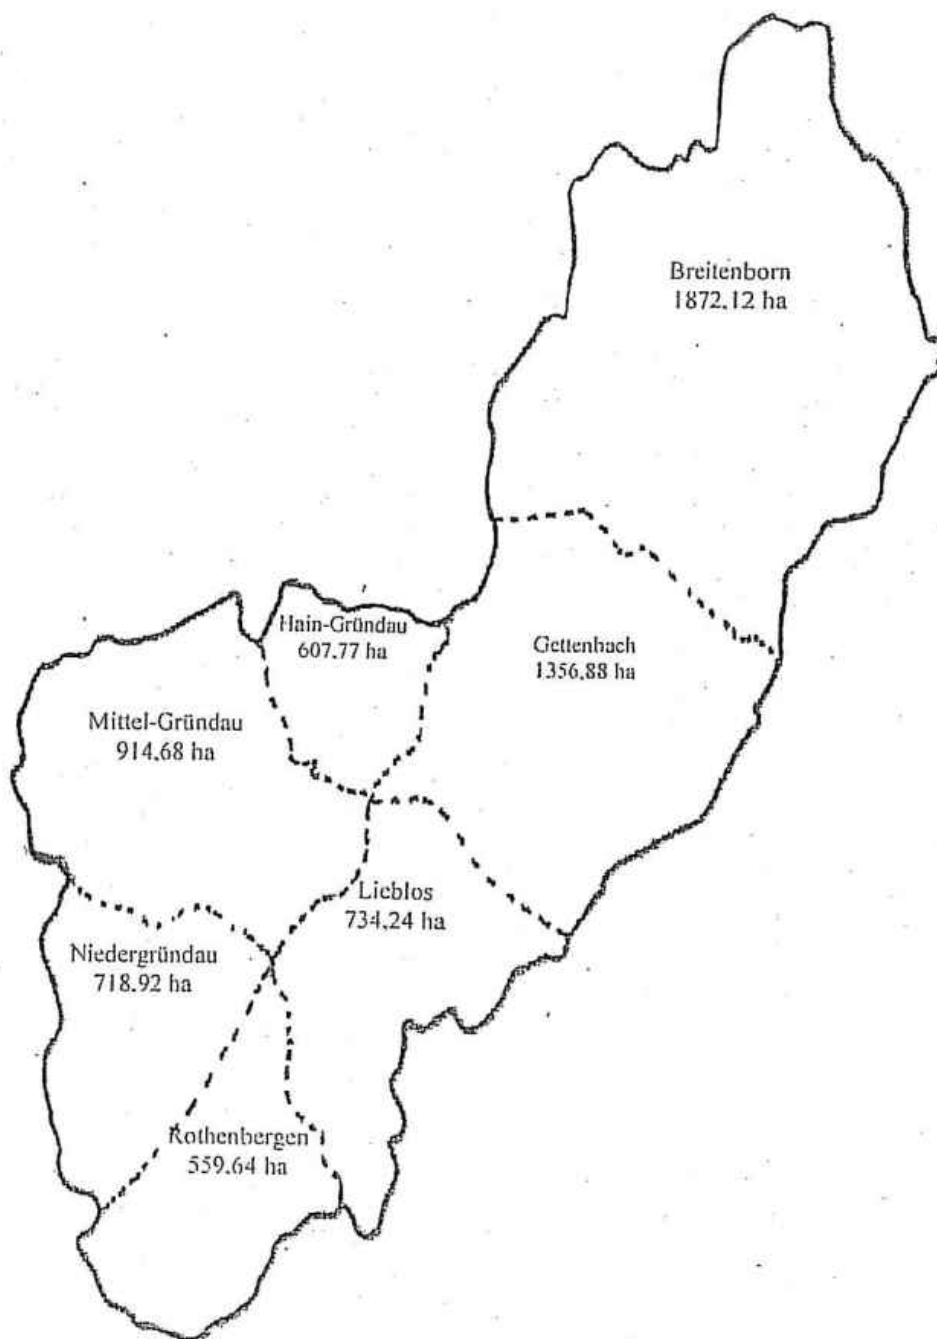 Breitenborn
1872.12 ha
Hain-Gründau
607.77 ha
Gettenbach
1356.88 ha
Mittel-Gründau
914.68 ha
Lieblos
734.24 ha
Niedergründau
718.92 ha
Rothenbergen
559.64 ha